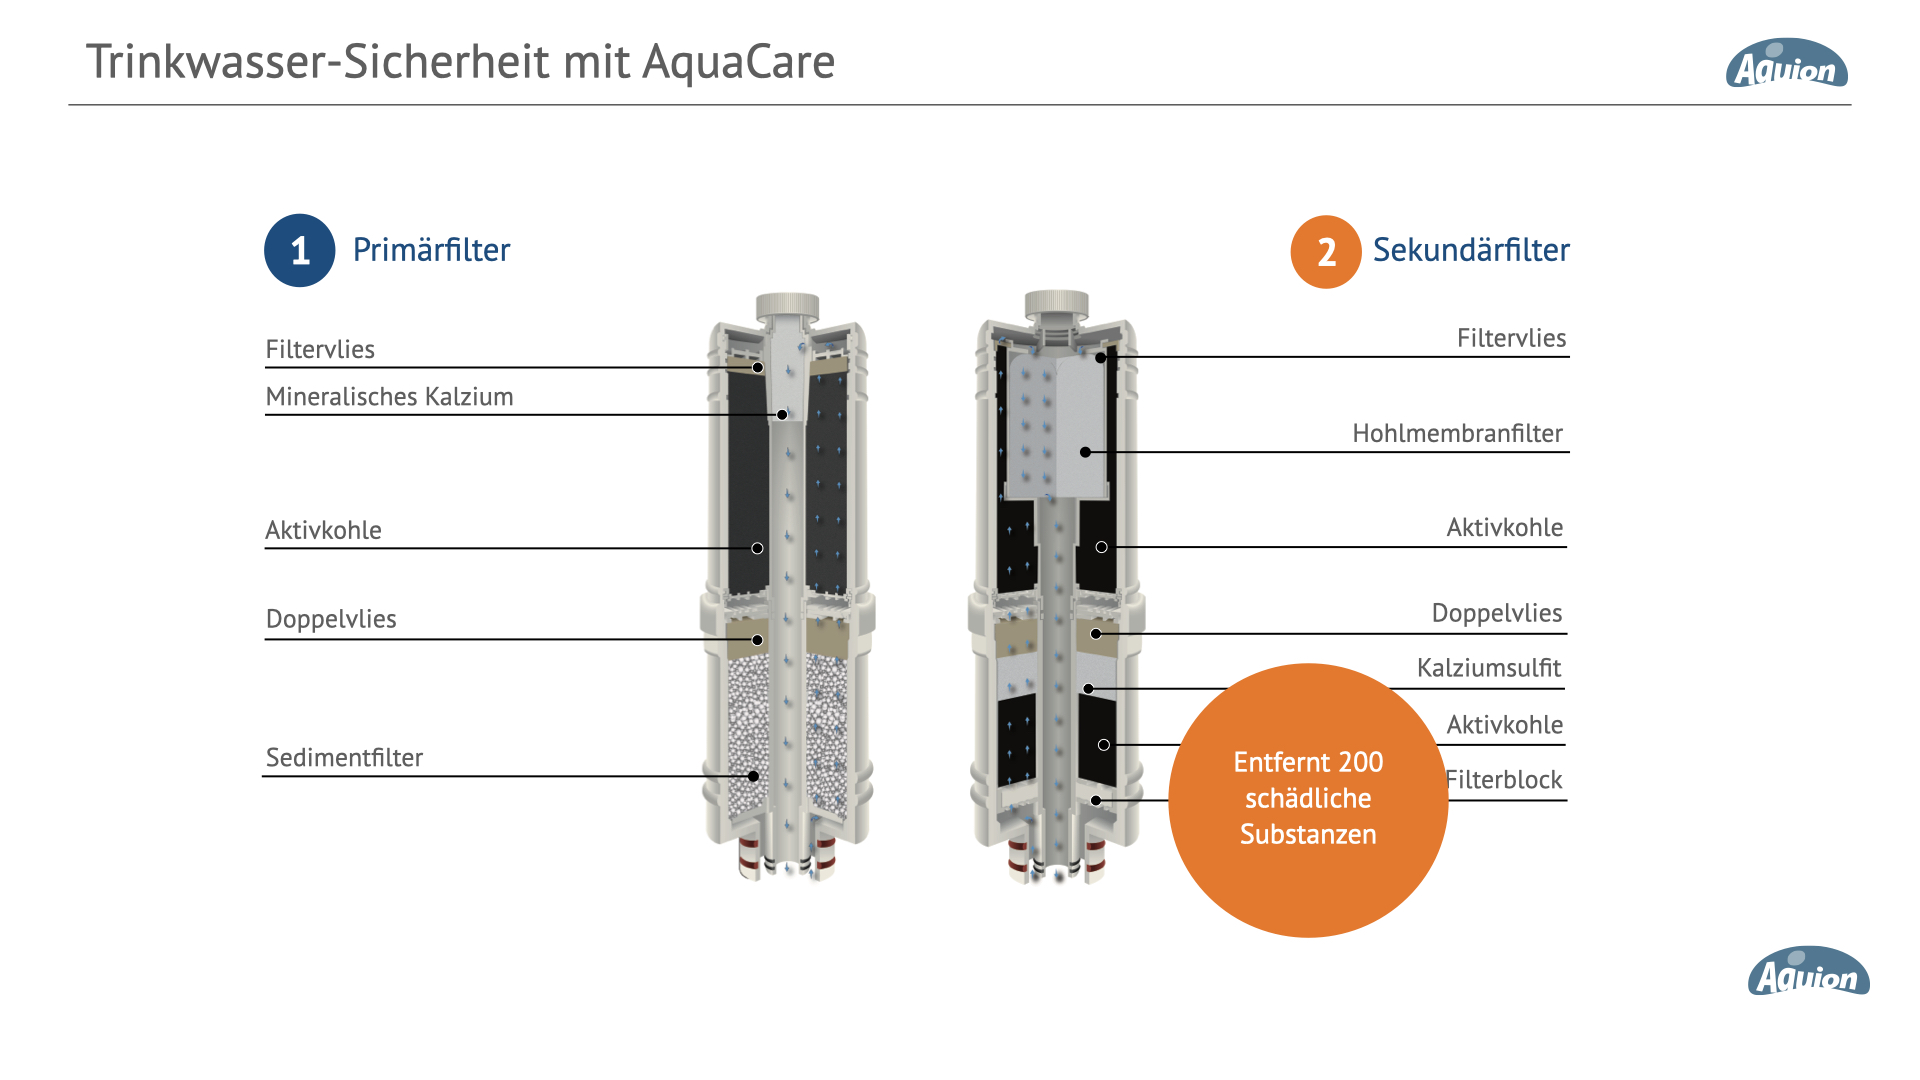 Trinkwasser-Sicherheit mit AquaCare
Aquion
1 Primärfilter
Filtervlies
Mineralisches Kalzium
Aktivkohle
Doppelvlies
Sedimentfilter
2 Sekundärfilter
Filtervlies
Hohlmembranfilter
Aktivkohle
Doppelvlies
Kalziumsulfit
Aktivkohle
Filterblock
Entfernt 200
schädliche
Substanzen
Aquion